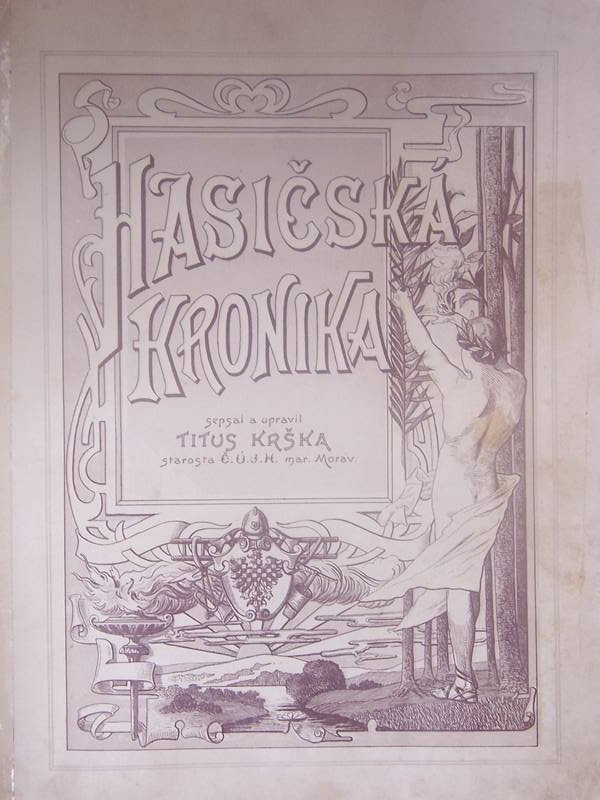 HASIČSKÁ
KRONIKA
sepsal a upravil
TITUS KRŠKA
starosta Č.Ú.J.H. mar. Morav.